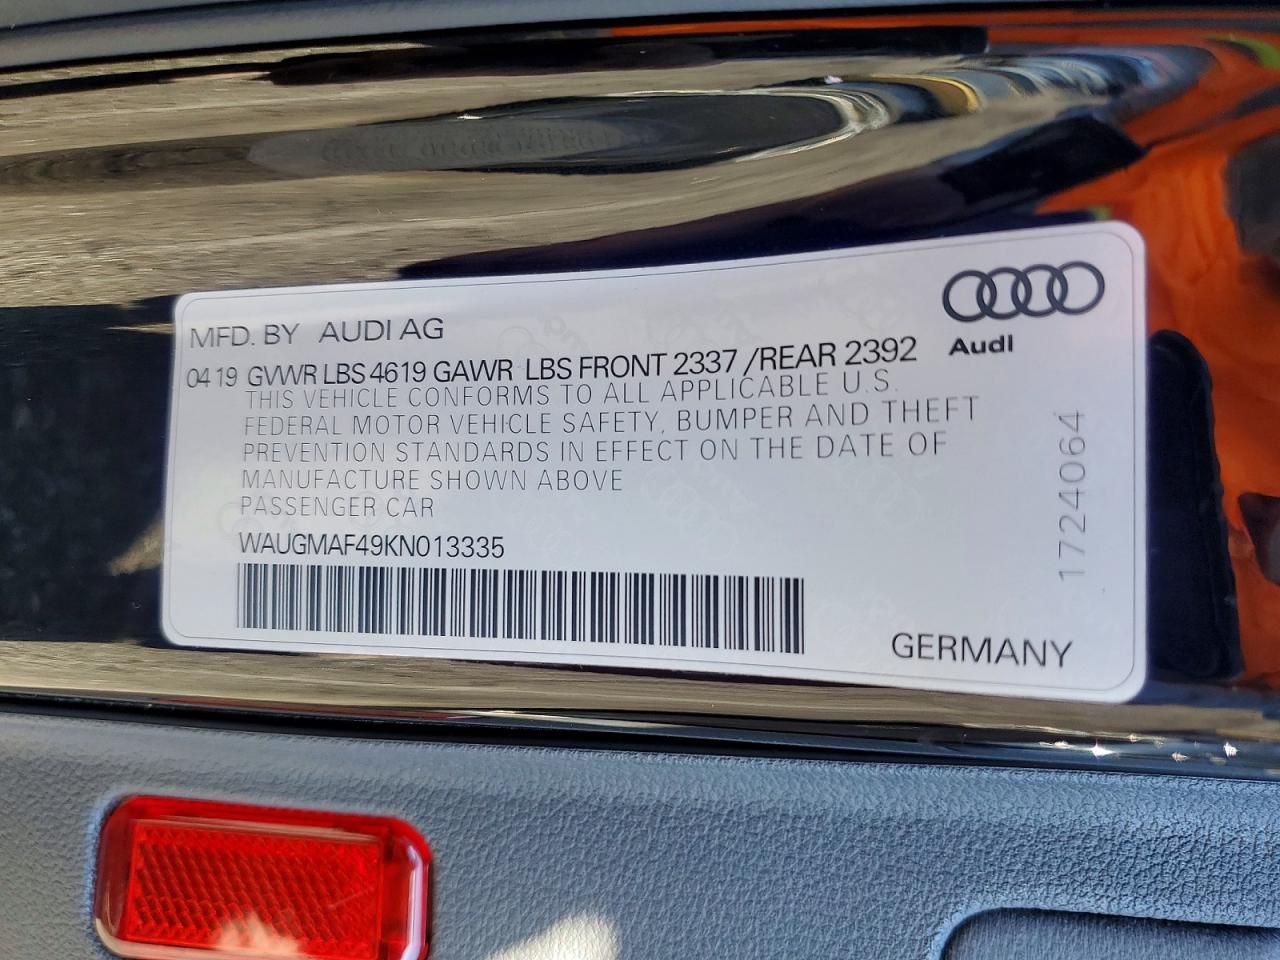 MFD. BY AUDI AG
Audi
04 19 GVWR LBS 4619 GAWR LBS FRONT 2337 /REAR 2392
THIS VEHICLE CONFORMS TO ALL APPLICABLE U.S.
FEDERAL MOTOR VEHICLE SAFETY, BUMPER AND THEFT
PREVENTION STANDARDS IN EFFECT ON THE DATE OF
MANUFACTURE SHOWN ABOVE
PASSENGER CAR
WAUGMAF49KN013335
1724064
GERMANY